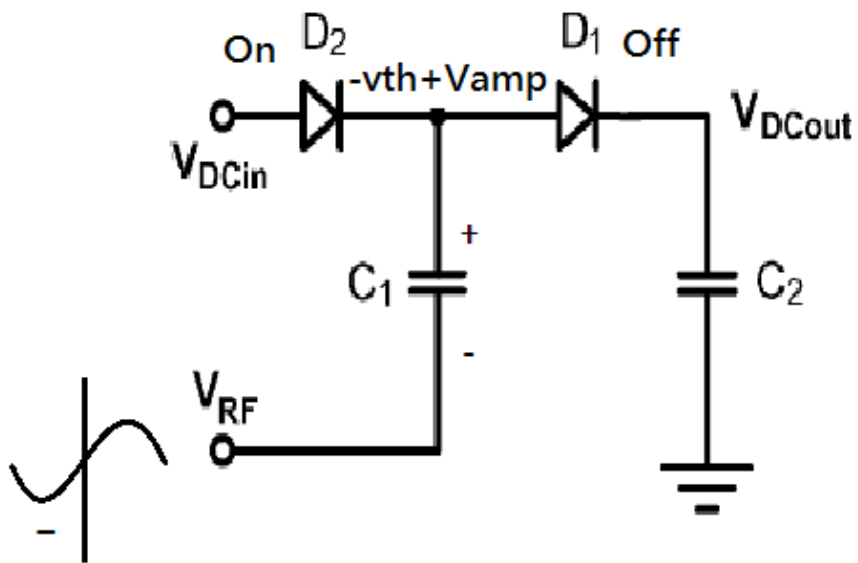 On D2 -vth+Vamp D1 Off
VDCin VDCout
+
C1 C2
-
VRF
-